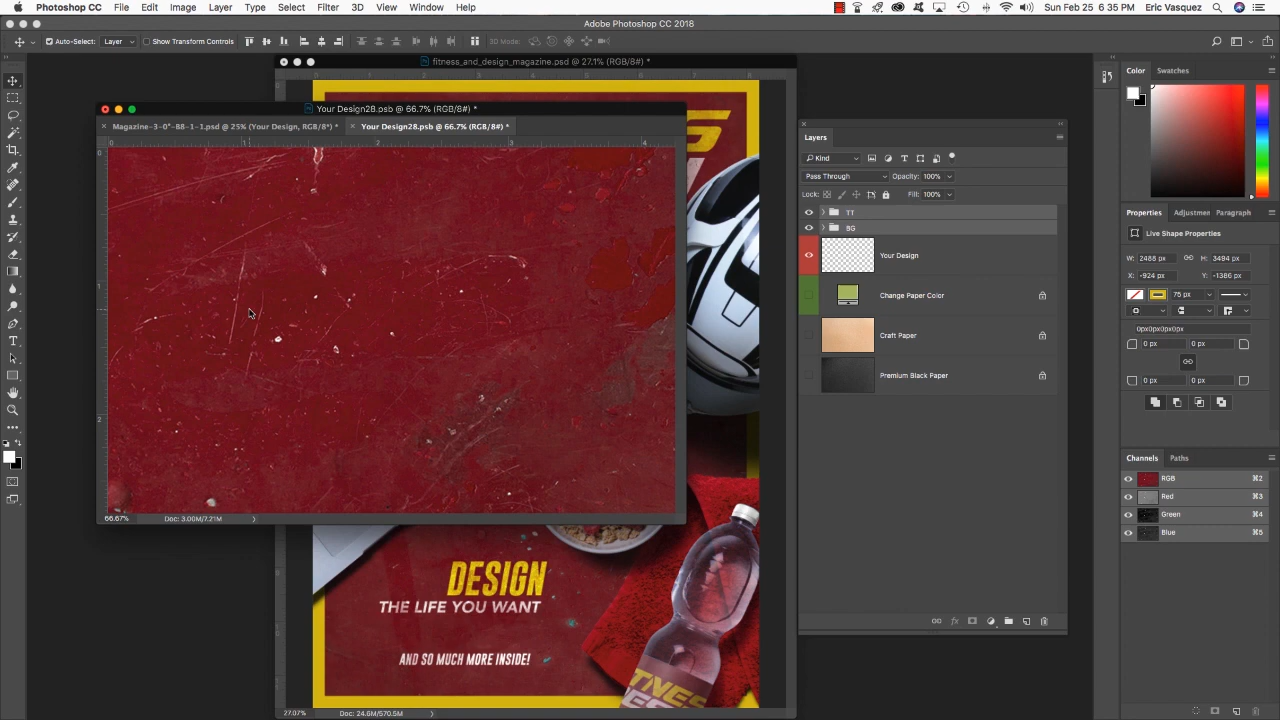 Photoshop CC File Edit Image Layer Type Select Filter 3D View Window Help Sun Feb 25 6:35 PM Eric Vasquez
Adobe Photoshop CC 2018
Auto-Select: Layer Show Transform Controls 3D Mode:
fitness_and_design_magazine.psd @ 27.1% (RGB/8#) *
Your Design28.psb @ 66.7% (RGB/8#) *
Magazine-3-0°-88-1-1.psd @ 25% (Your Design, RGB/8*) *
Your Design28.psb @ 66.7% (RGB/8#) *
66.67% Doc: 3.00M/7.21M
DESIGN
THE LIFE YOU WANT
AND SO MUCH MORE INSIDE!
27.07% Doc: 24.6M/570.5M
Layers
Kind
Pass Through Opacity: 100%
Lock: Fill: 100%
TT
BG
Your Design
Change Paper Color
Craft Paper
Premium Black Paper
Color Swatches
Properties Adjustmen Paragraph
Live Shape Properties
W: 2488 px H: 3494 px
X: -924 px Y: -1386 px
75 px
0px0px0px0px
0 px 0 px
0 px 0 px
Channels Paths
RGB ⌘2
Red ⌘3
Green ⌘4
Blue ⌘5